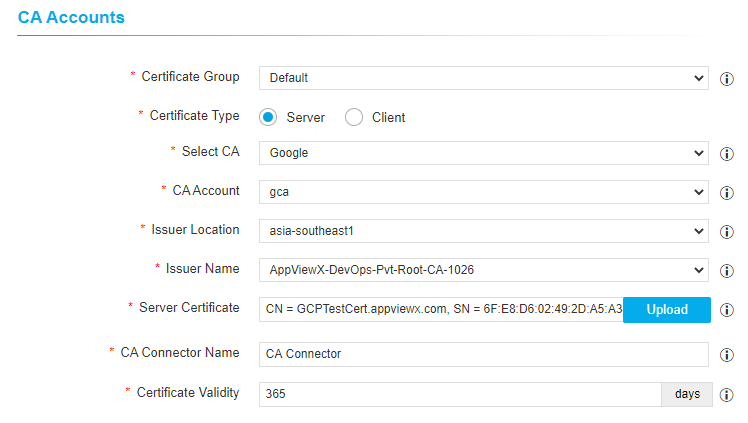 CA Accounts
* Certificate Group Default
* Certificate Type Server Client
* Select CA Google
* CA Account gca
* Issuer Location asia-southeast1
* Issuer Name AppViewX-DevOps-Pvt-Root-CA-1026
* Server Certificate CN = GCPTestCert.appviewx.com, SN = 6F:E8:D6:02:49:2D:A5:A3 Upload
* CA Connector Name CA Connector
* Certificate Validity 365 days